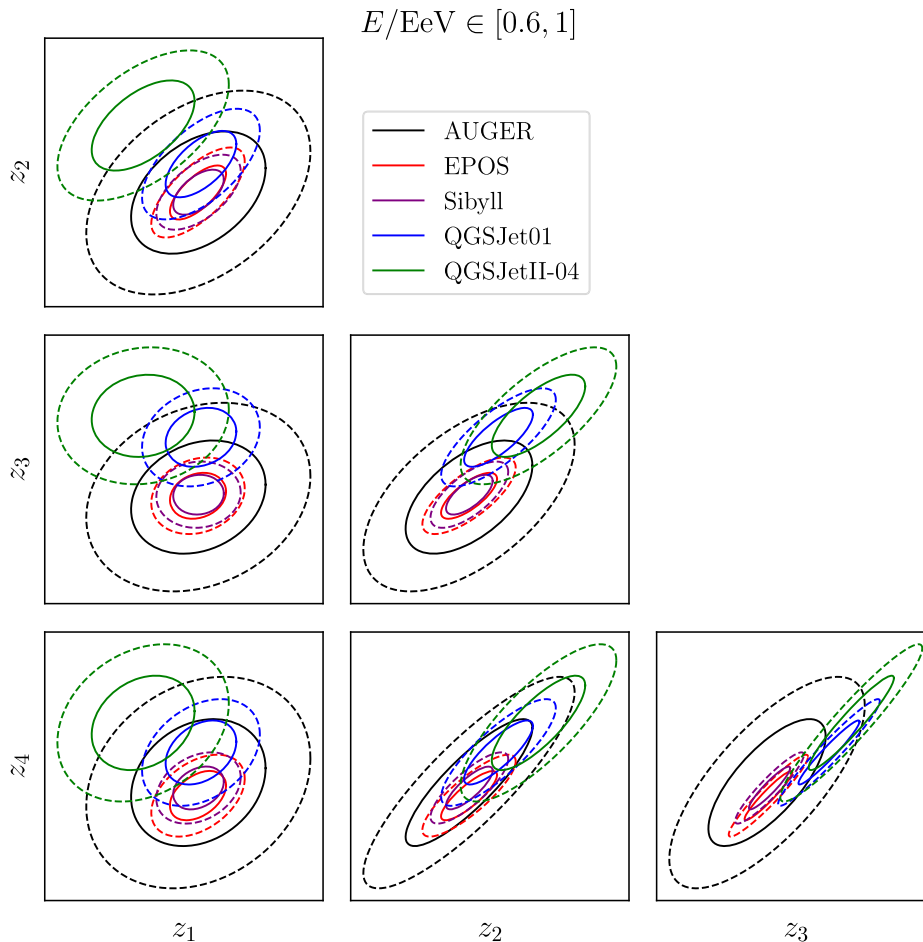 E/EeV ∈ [0.6, 1]
z₂
AUGER
EPOS
Sibyll
QGSJet01
QGSJetII-04
z₃
z₄
z₁
z₂
z₃